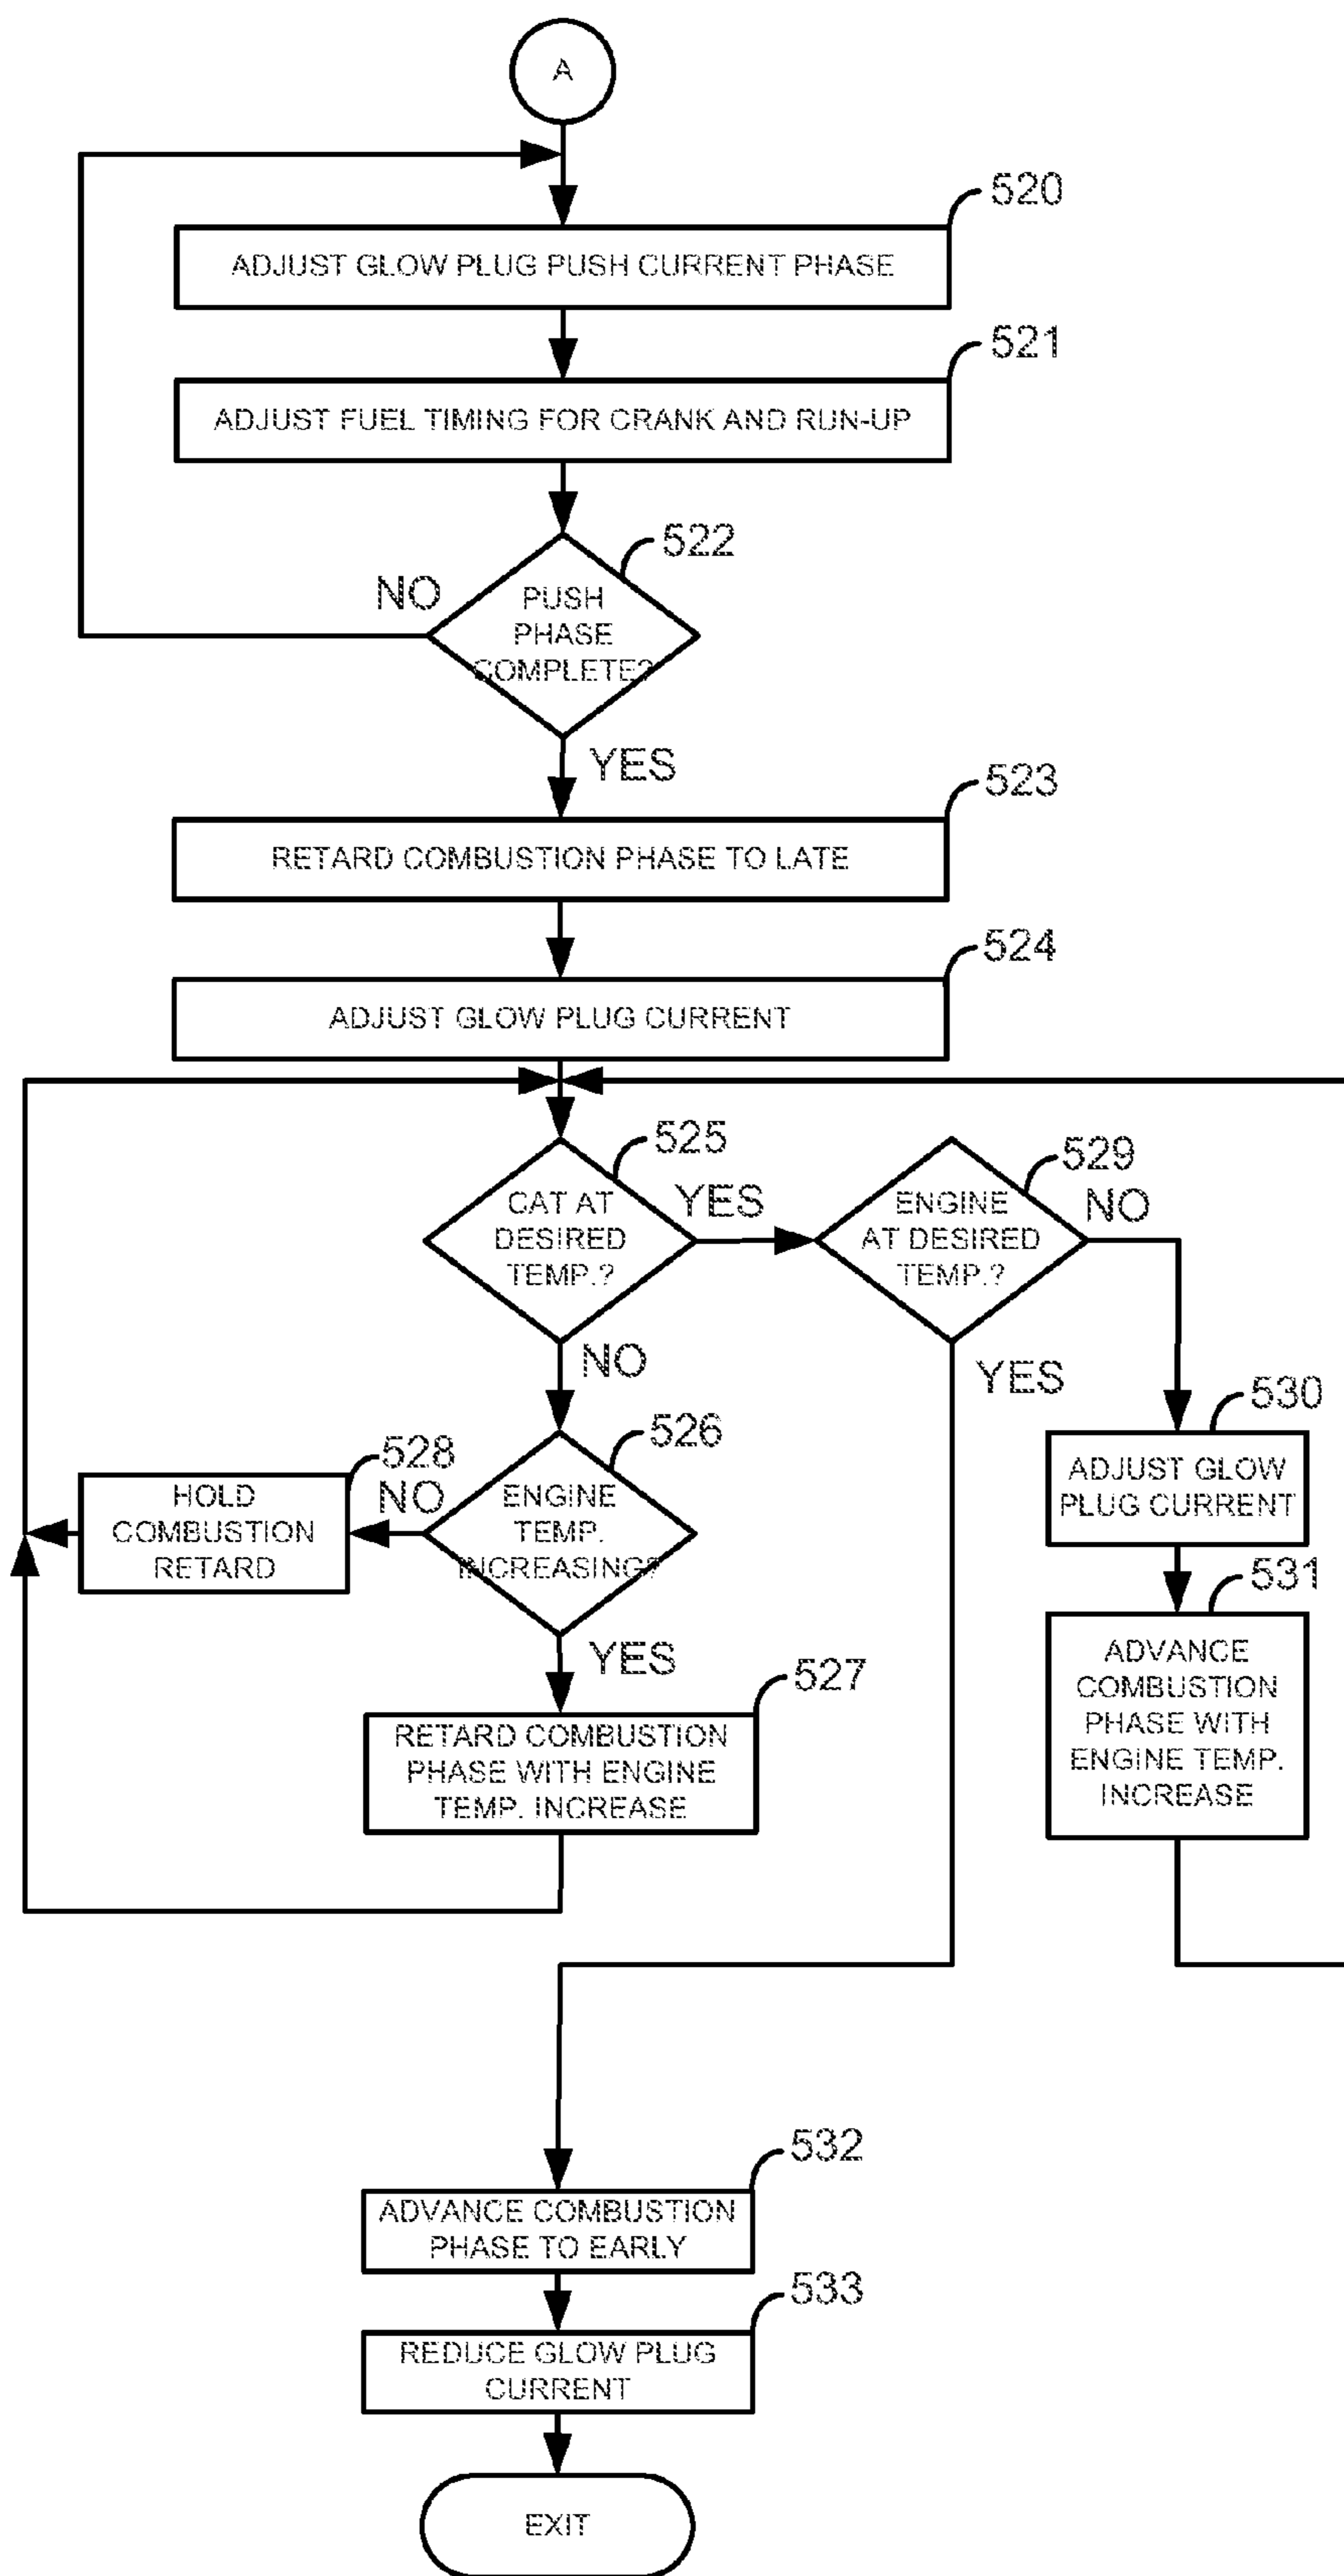 A
520
ADJUST GLOW PLUG PUSH CURRENT PHASE
521
ADJUST FUEL TIMING FOR CRANK AND RUN-UP
522
NO
PUSH
PHASE
COMPLETE?
YES
523
RETARD COMBUSTION PHASE TO LATE
524
ADJUST GLOW PLUG CURRENT
525
CAT AT
DESIRED
TEMP.?
YES
NO
529
ENGINE
AT DESIRED
TEMP.?
NO
YES
526
ENGINE
TEMP.
INCREASING?
NO
528
HOLD
COMBUSTION
RETARD
YES
527
RETARD COMBUSTION
PHASE WITH ENGINE
TEMP. INCREASE
530
ADJUST GLOW
PLUG CURRENT
531
ADVANCE
COMBUSTION
PHASE WITH
ENGINE TEMP.
INCREASE
532
ADVANCE COMBUSTION
PHASE TO EARLY
533
REDUCE GLOW PLUG
CURRENT
EXIT